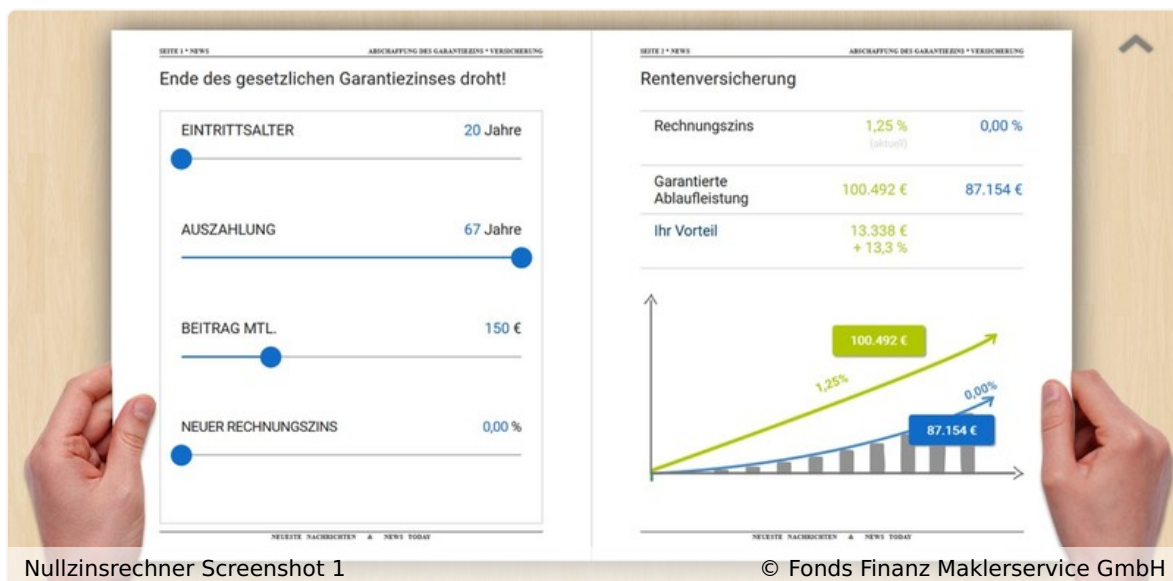 SEITE 1 * NEWS ABSCHAFFUNG DES GARANTIEZINS * VERSICHERUNG
Ende des gesetzlichen Garantiezinses droht!
EINTRITTSALTER 20 Jahre
AUSZAHLUNG 67 Jahre
BEITRAG MTL. 150 €
NEUER RECHNUNGSZINS 0,00 %
NEUESTE NACHRICHTEN & NEWS TODAY
SEITE 2 * NEWS ABSCHAFFUNG DES GARANTIEZINS * VERSICHERUNG
Rentenversicherung
Rechnungszins 1,25 % 0,00 %
(aktuell)
Garantierte
Ablaufleistung 100.492 € 87.154 €
Ihr Vorteil 13.338 €
+ 13,3 %
100.492 €
1,25%
0,00%
87.154 €
NEUESTE NACHRICHTEN & NEWS TODAY
Nullzinsrechner Screenshot 1 © Fonds Finanz Maklerservice GmbH